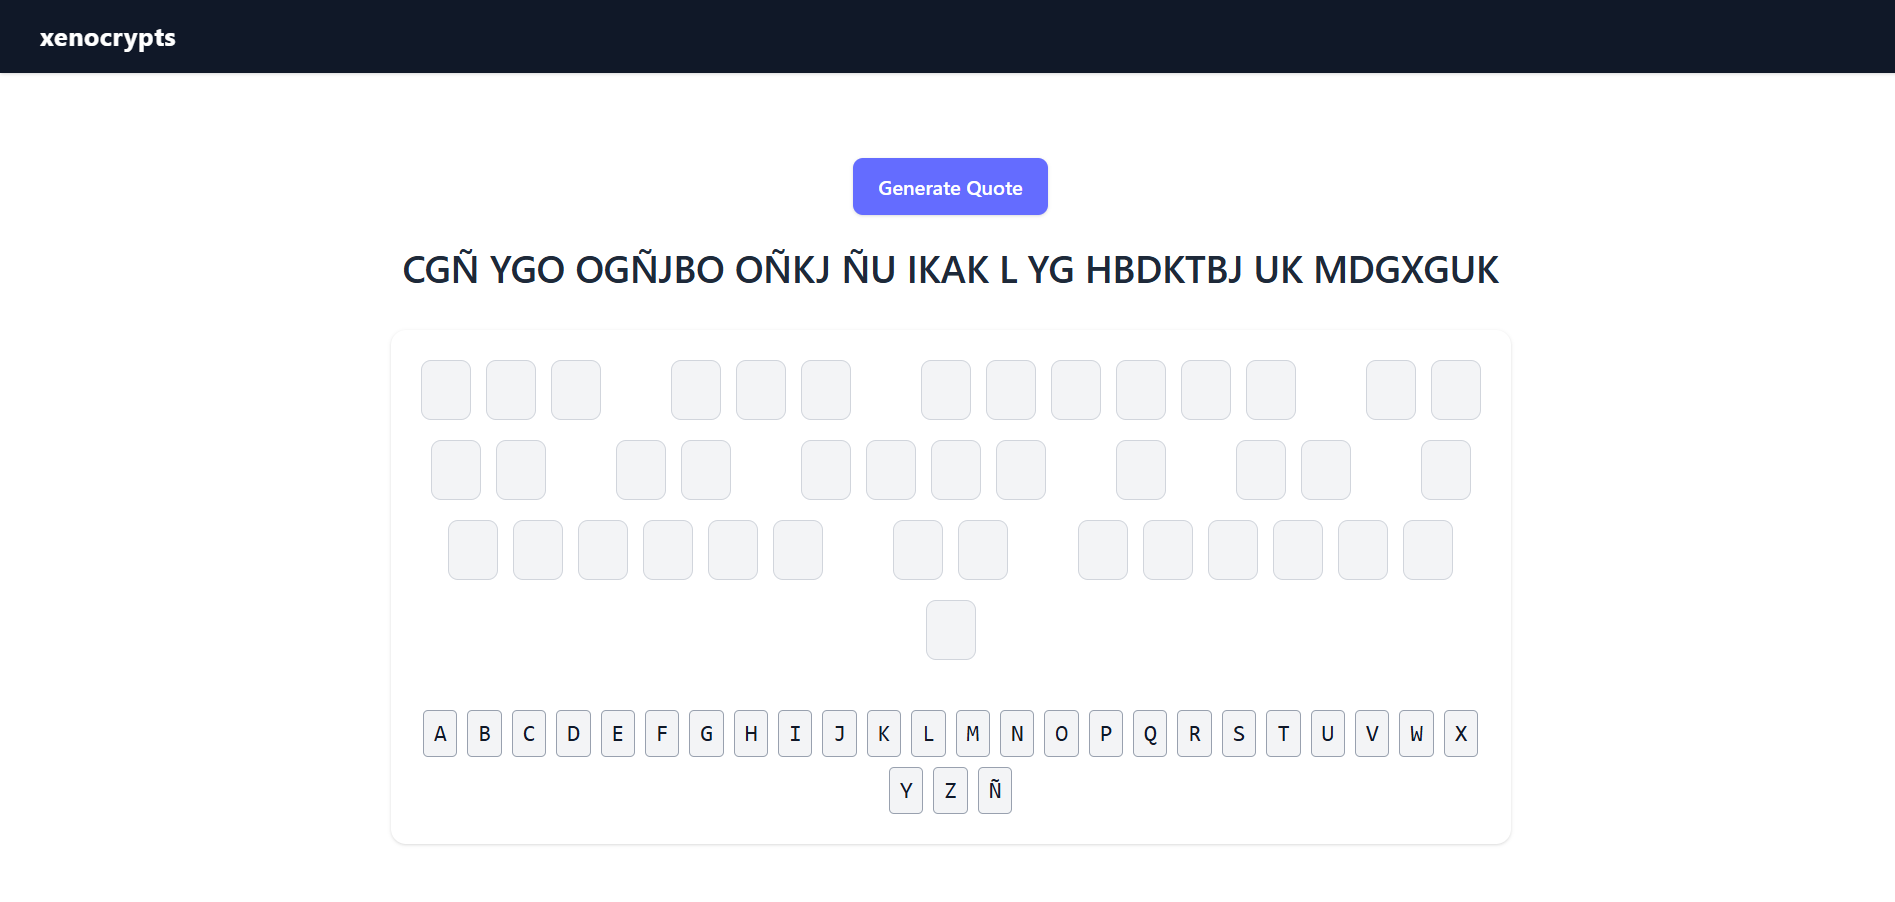 xenocrypts
Generate Quote
CGÑ YGO OGÑJBO OÑKJ ÑU IKAK L YG HBDKTBJ UK MDGXGUK
A B C D E F G H I J K L M N O P Q R S T U V W X
Y Z Ñ